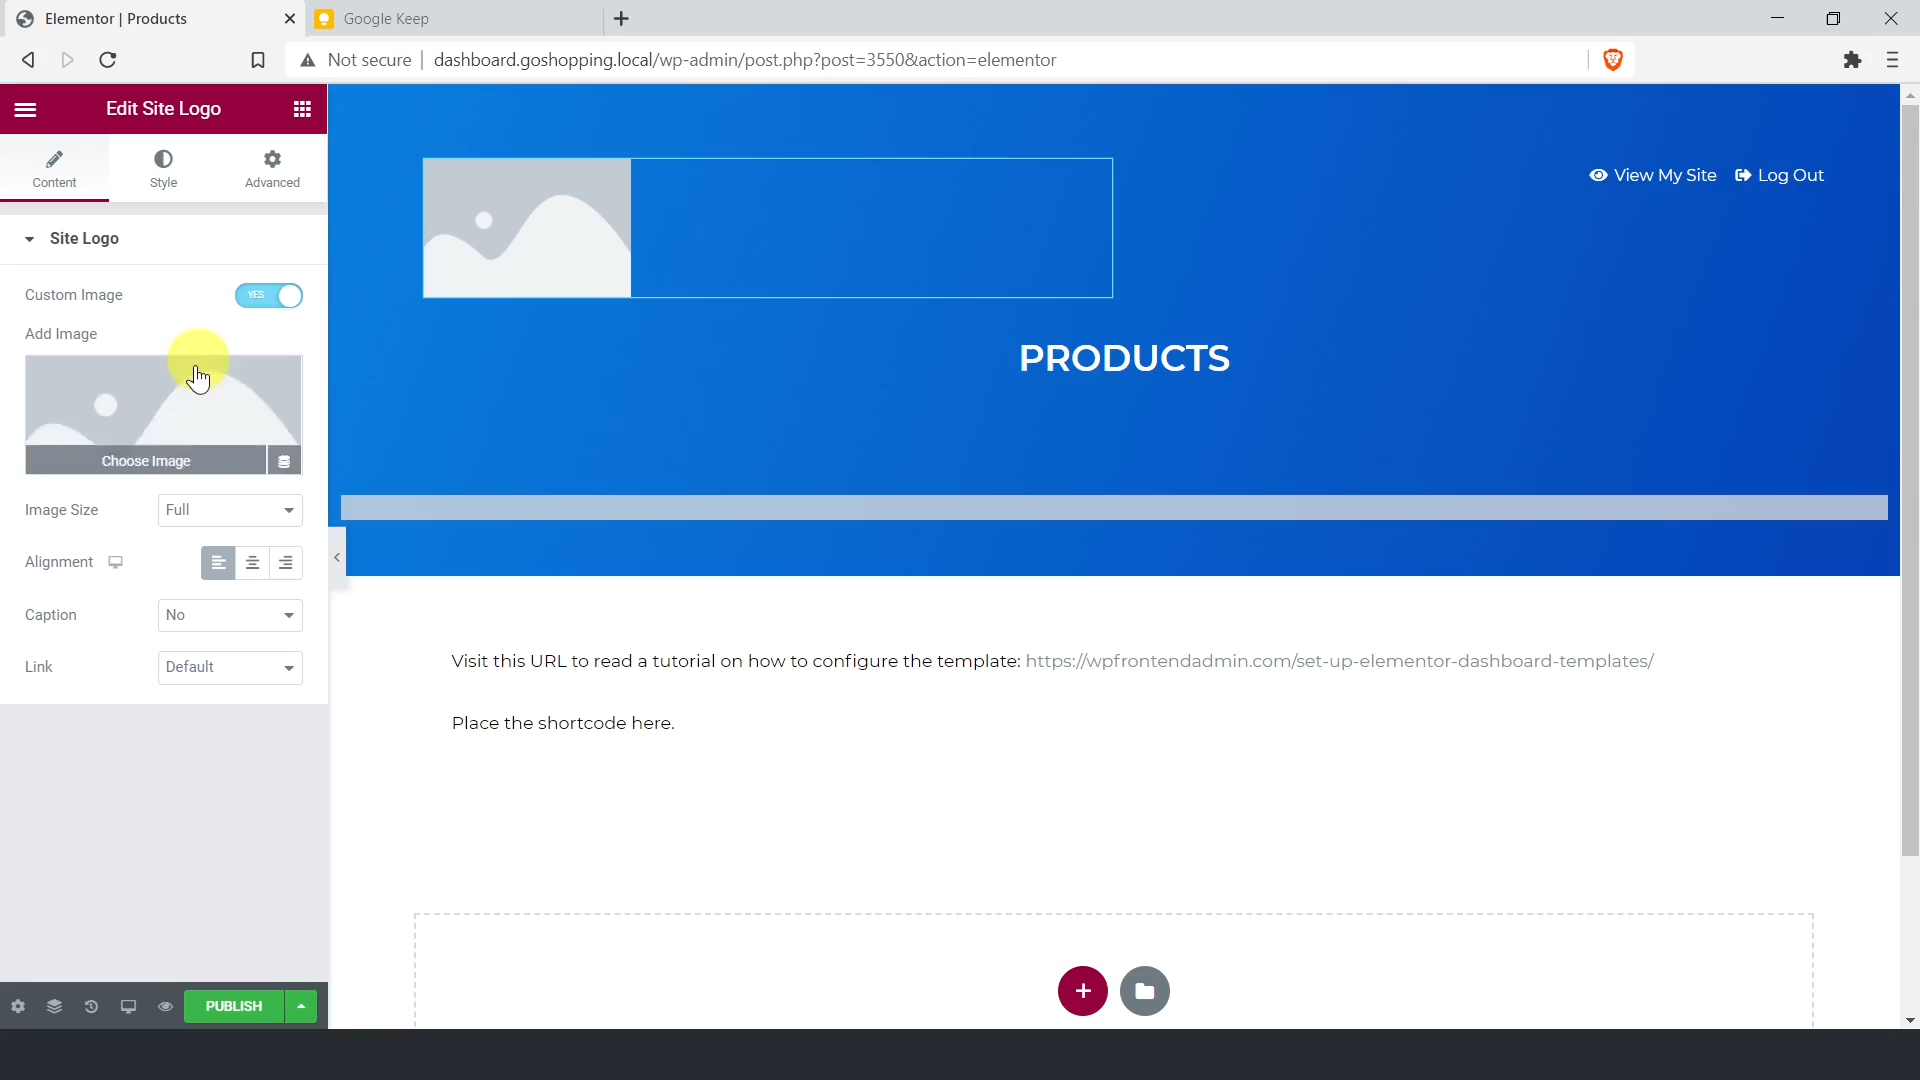 Elementor | Products
Google Keep
Not secure
dashboard.goshopping.local/wp-admin/post.php?post=3550&action=elementor
Edit Site Logo
Content
Style
Advanced
Site Logo
Custom Image
YES
Add Image
Choose Image
Image Size
Full
Alignment
Caption
No
Link
Default
PUBLISH
View My Site
Log Out
PRODUCTS
Visit this URL to read a tutorial on how to configure the template: https://wpfrontendadmin.com/set-up-elementor-dashboard-templates/
Place the shortcode here.